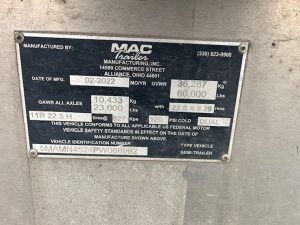 MANUFACTURED BY:
MAC
Trailer
MANUFACTURING, INC.
14599 COMMERCE STREET
ALLIANCE, OHIO 44601
(330) 823-9900
DATE OF MFG. 02-2022 MO/YR GVWR 36,287 Kg
80,000 Lbs
GAWR ALL AXLES 10,433 Kg
23,000 Lbs with 22.5 X 8.25 rims
11R 22.5 H tires@ 827 Kpa 120 PSI COLD DUAL
THIS VEHICLE CONFORMS TO ALL APPLICABLE US FEDERAL MOTOR
VEHICLE SAFETY STANDARDS IN EFFECT ON THE DATE OF
MANUFACTURE SHOWN ABOVE
VEHICLE IDENTIFICATION NUMBER TYPE VEHICLE
SEMI-TRAILER